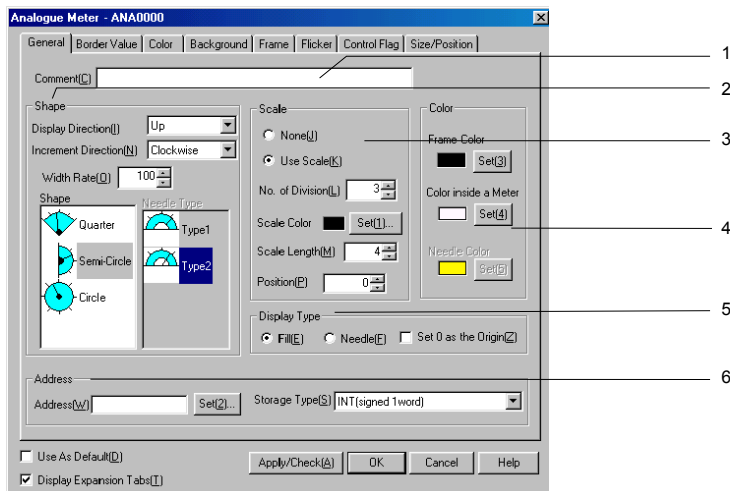 Analogue Meter - ANA0000
General Border Value Color Background Frame Flicker Control Flag Size/Position
Comment(C)
1
Shape
2
Display Direction(I) Up
Increment Direction(N) Clockwise
Width Rate(O) 100
Shape
Quarter
Semi-Circle
Circle
Needle Type
Type1
Type2
Scale
None(J)
3
Use Scale(K)
No. of Division(L) 3
Scale Color Set(1)...
Scale Length(M) 4
Position(P) 0
Color
Frame Color
Set(3)
Color inside a Meter
Set(4)
4
Needle Color
Set(5)
Display Type
5
Fill(E) Needle(F) Set 0 as the Origin(Z)
Address
6
Address(W) Set(2)... Storage Type(S) INT(signed 1word)
Use As Default(D)
Display Expansion Tabs(T)
Apply/Check(A) OK Cancel Help